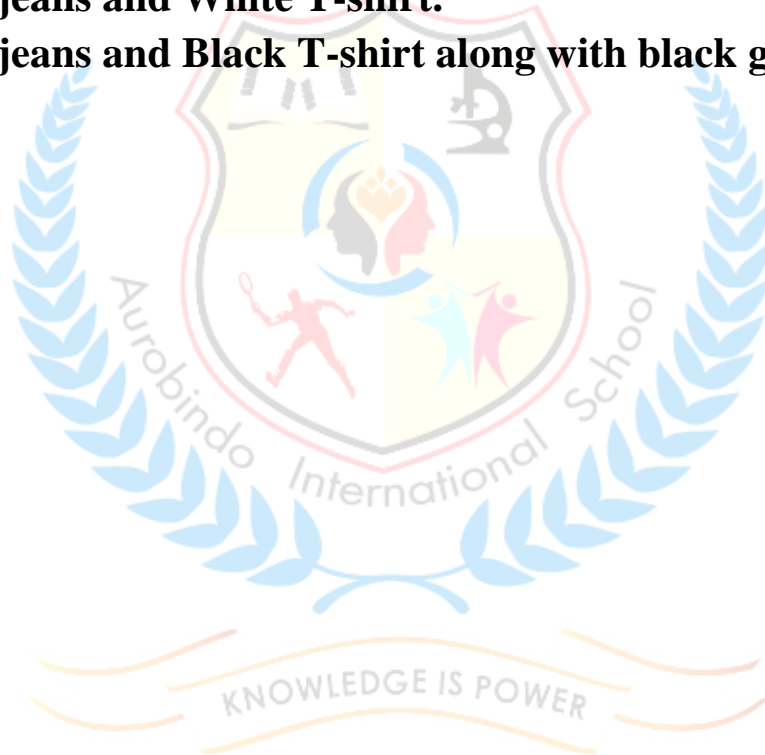 jeans and White T-shirt.
jeans and Black T-shirt along with black g
Aurobindo International School
KNOWLEDGE IS POWER